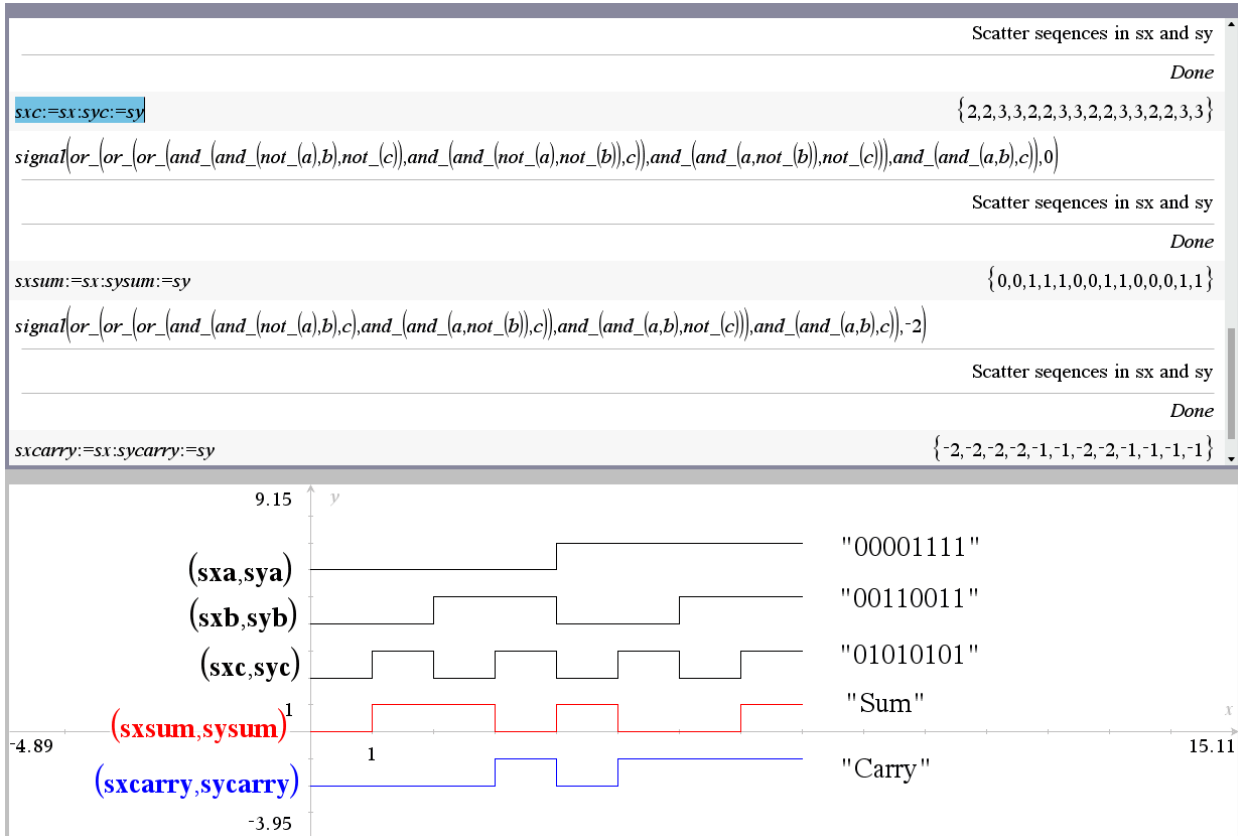 Scatter seqences in sx and sy
Done
sxc:=sx:syc:=sy {2,2,3,3,2,2,3,3,2,2,3,3,2,2,3,3}
signal(or_(or_(or_(and_(and_(not_(a),b),not_(c)),and_(and_(not_(a),not_(b)),c)),and_(and_(a,not_(b)),not_(c))),and_(and_(a,b),c)),0)
Scatter seqences in sx and sy
Done
sxsum:=sx:sysum:=sy {0,0,1,1,1,0,0,1,1,0,0,0,1,1}
signal(or_(or_(or_(and_(and_(not_(a),b),c),and_(and_(a,not_(b)),c)),and_(and_(a,b),not_(c))),and_(and_(a,b),c)),-2)
Scatter seqences in sx and sy
Done
sxcarry:=sx:sycarry:=sy {-2,-2,-2,-2,-1,-1,-2,-2,-1,-1,-1,-1}
9.15 y
(sxa,sya) "00001111"
(sxb,syb) "00110011"
(sxc,syc) "01010101"
(sxsum,sysum) 1 "Sum" x
-4.89 1 15.11
(sxcarry,sycarry) "Carry"
-3.95